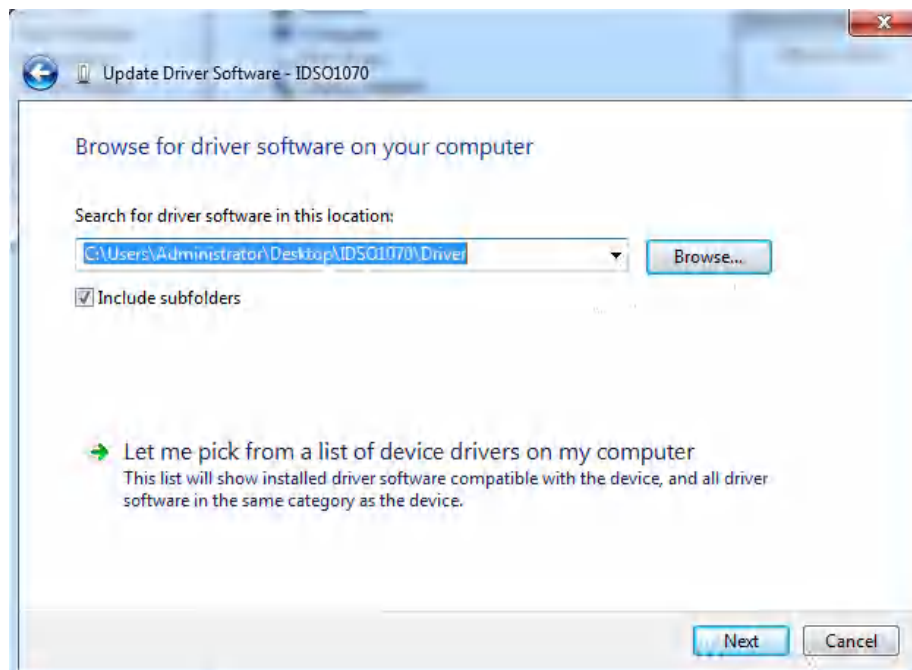 Update Driver Software - IDSO1070
Browse for driver software on your computer
Search for driver software in this location:
C:\Users\Administrator\Desktop\IDSO1070\Driver
Browse...
Include subfolders
Let me pick from a list of device drivers on my computer
This list will show installed driver software compatible with the device, and all driver
software in the same category as the device.
Next
Cancel